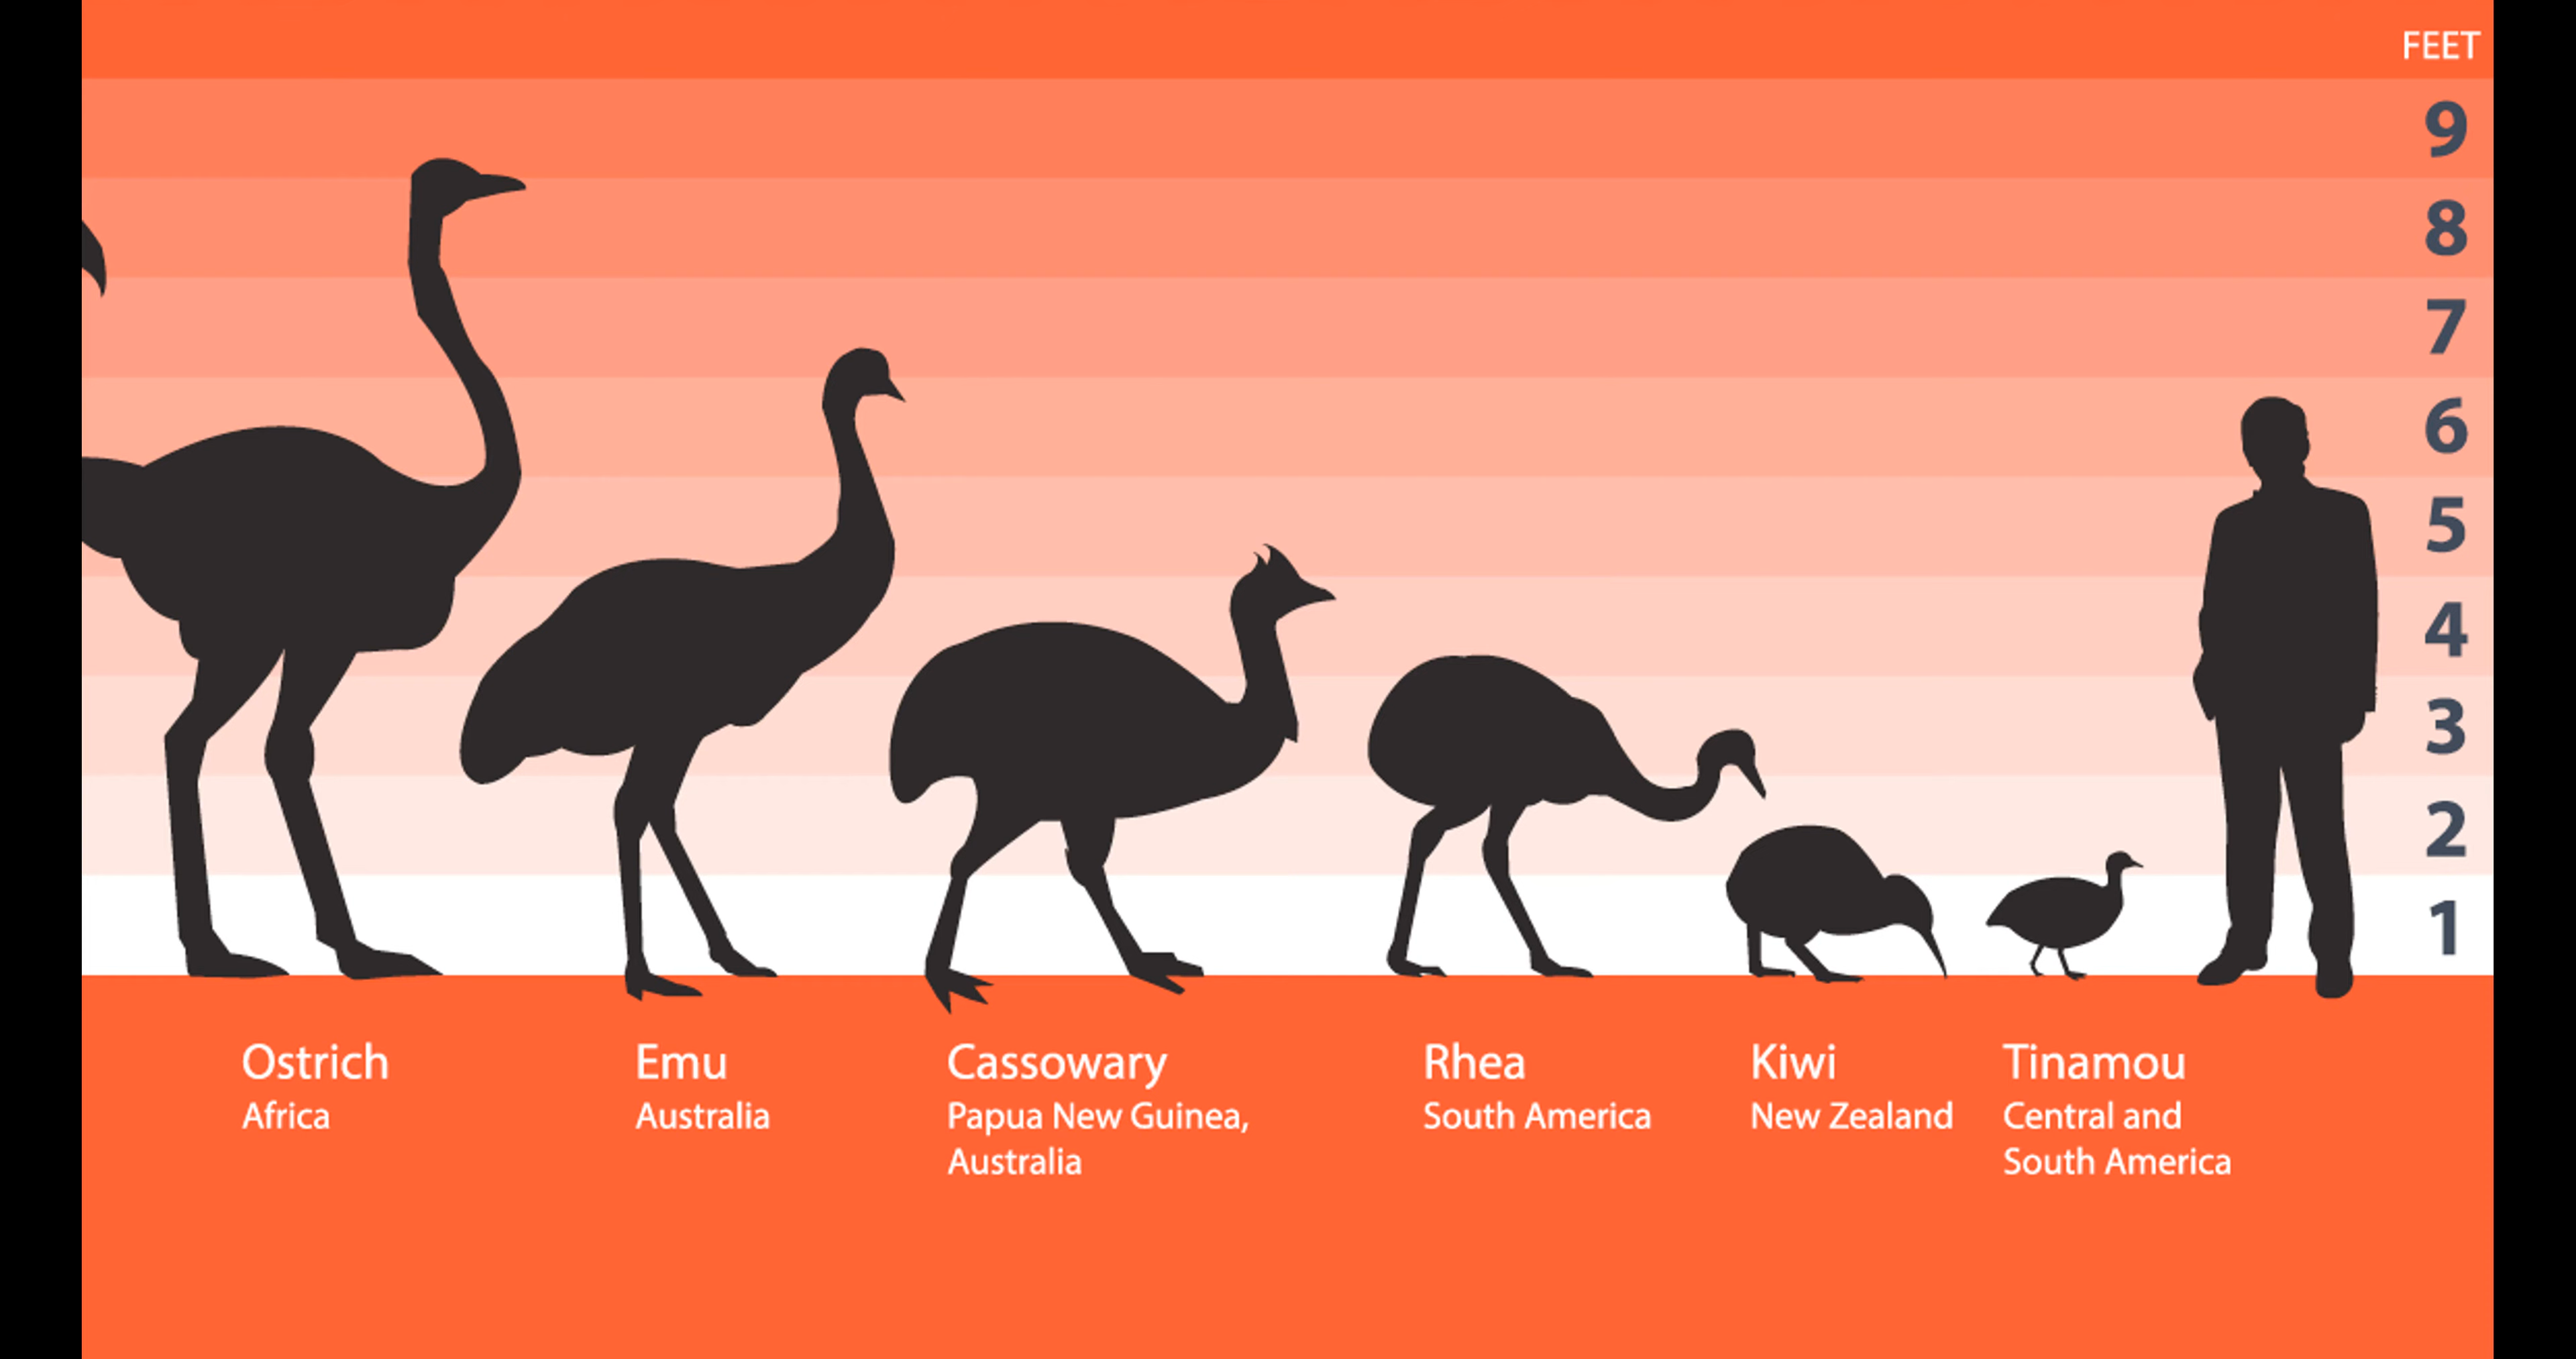 FEET
9
8
7
6
5
4
3
2
1
Ostrich
Africa
Emu
Australia
Cassowary
Papua New Guinea,
Australia
Rhea
South America
Kiwi
New Zealand
Tinamou
Central and
South America